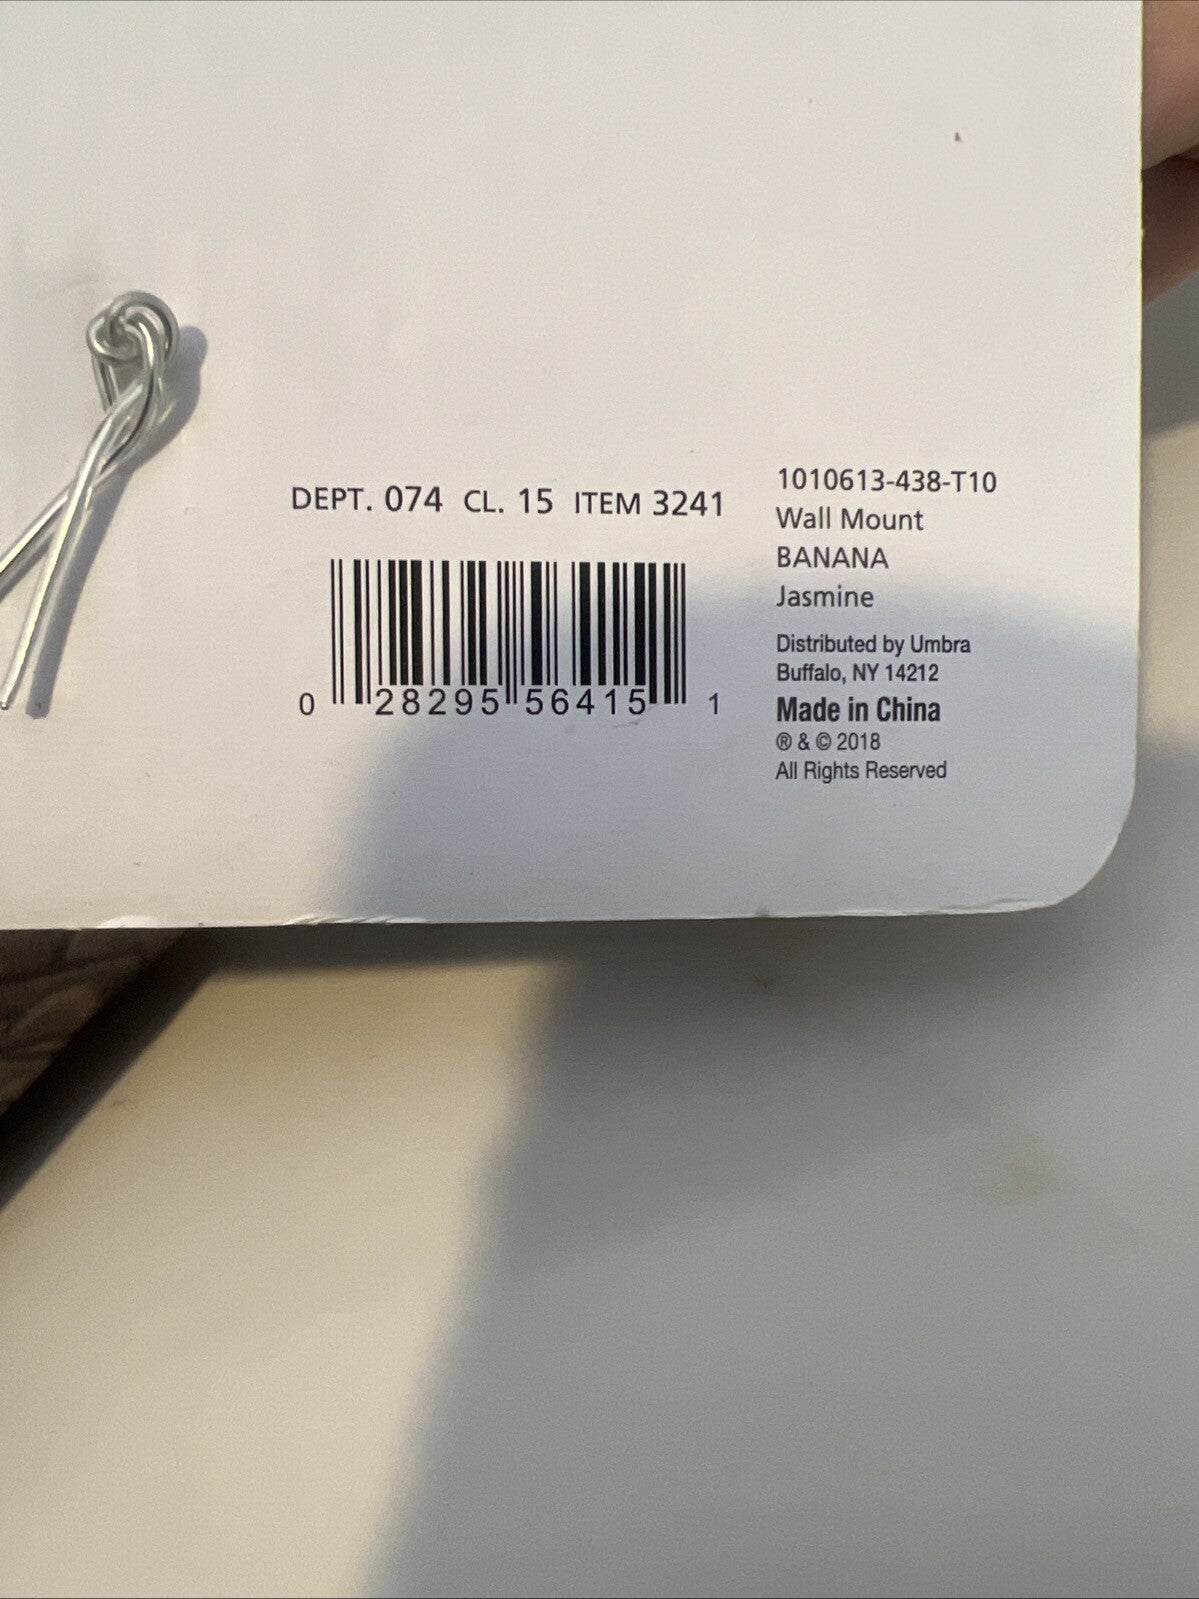 DEPT. 074 CL. 15 ITEM 3241
0 28295 56415 1
1010613-438-T10
Wall Mount
BANANA
Jasmine
Distributed by Umbra
Buffalo, NY 14212
Made in China
® & © 2018
All Rights Reserved